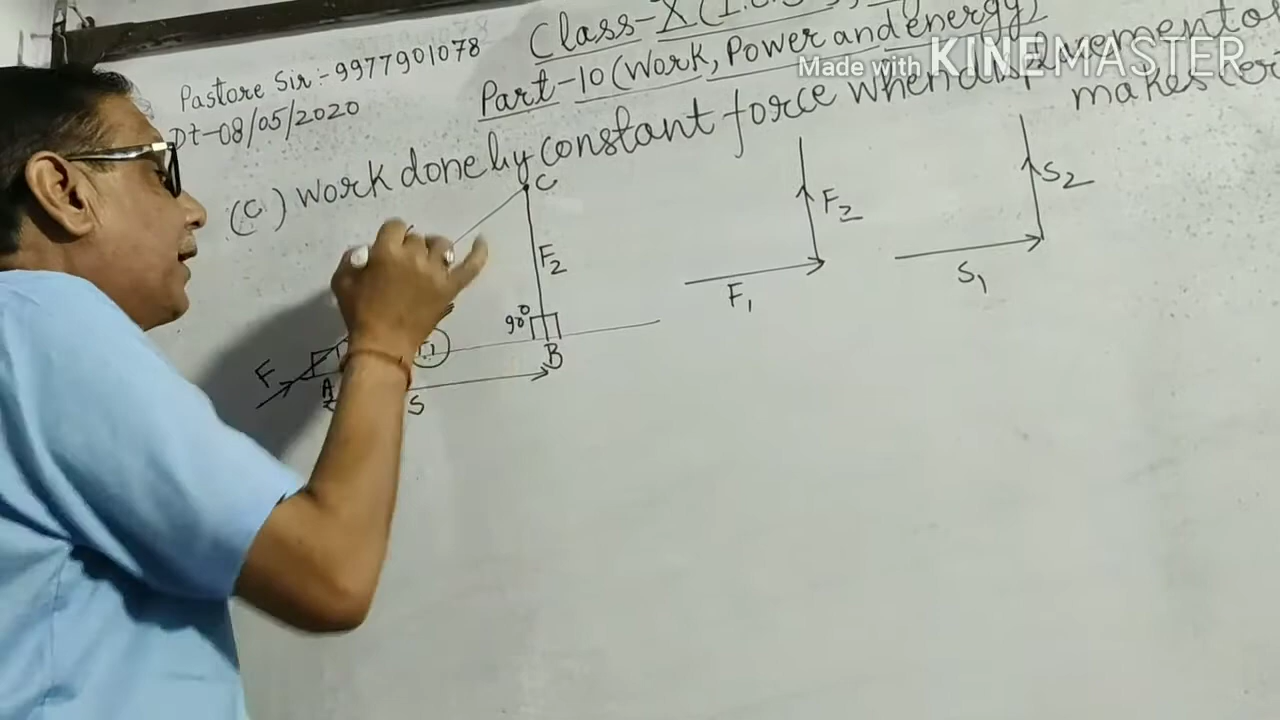 Class-X (I.C.S
Pastore Sir:-9977901078
Part-10 (Work, Power and energy)
Made with KINEMASTER
Dt-08/05/2020
(C) Work done by constant force when
makes cer
C
F2
F2
S2
F1
S1
90°
F
A
B
S